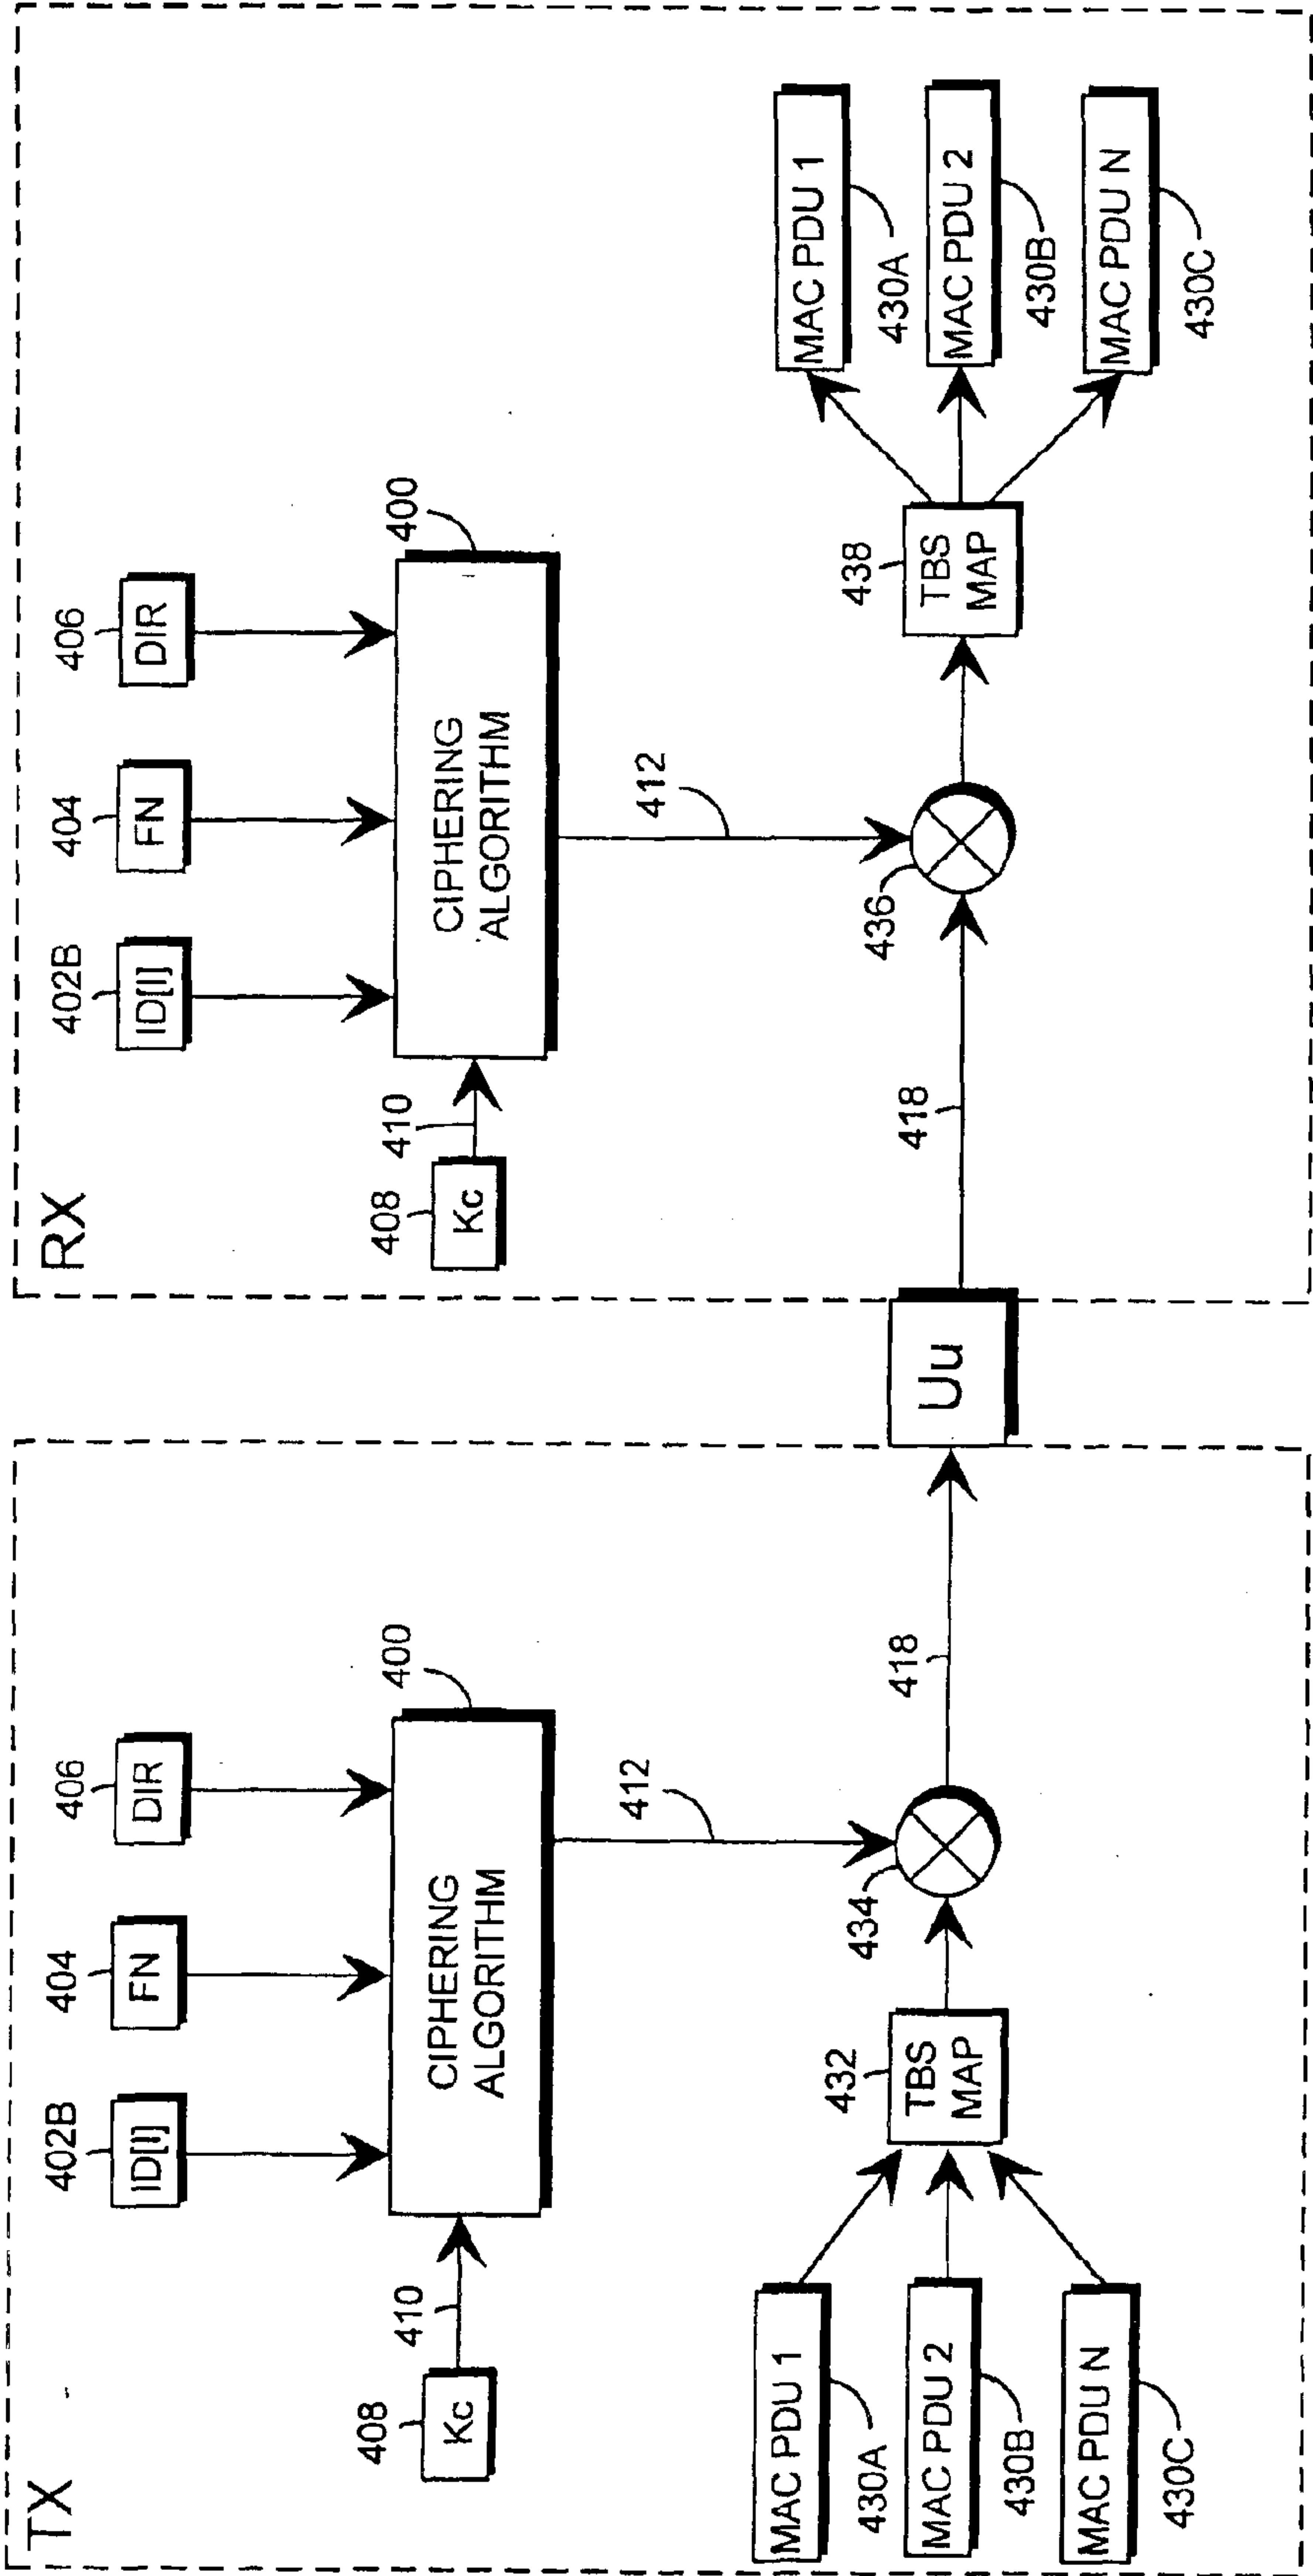 TX
402B
404
406
ID[I]
FN
DIR
408
410
Kc
CIPHERING
ALGORITHM
400
412
MAC PDU 1
430A
MAC PDU 2
430B
MAC PDU N
430C
432
TBS
MAP
434
418
Uu
RX
402B
404
406
ID[I]
FN
DIR
408
410
Kc
CIPHERING
ALGORITHM
400
412
418
436
438
TBS
MAP
MAC PDU 1
430A
MAC PDU 2
430B
MAC PDU N
430C